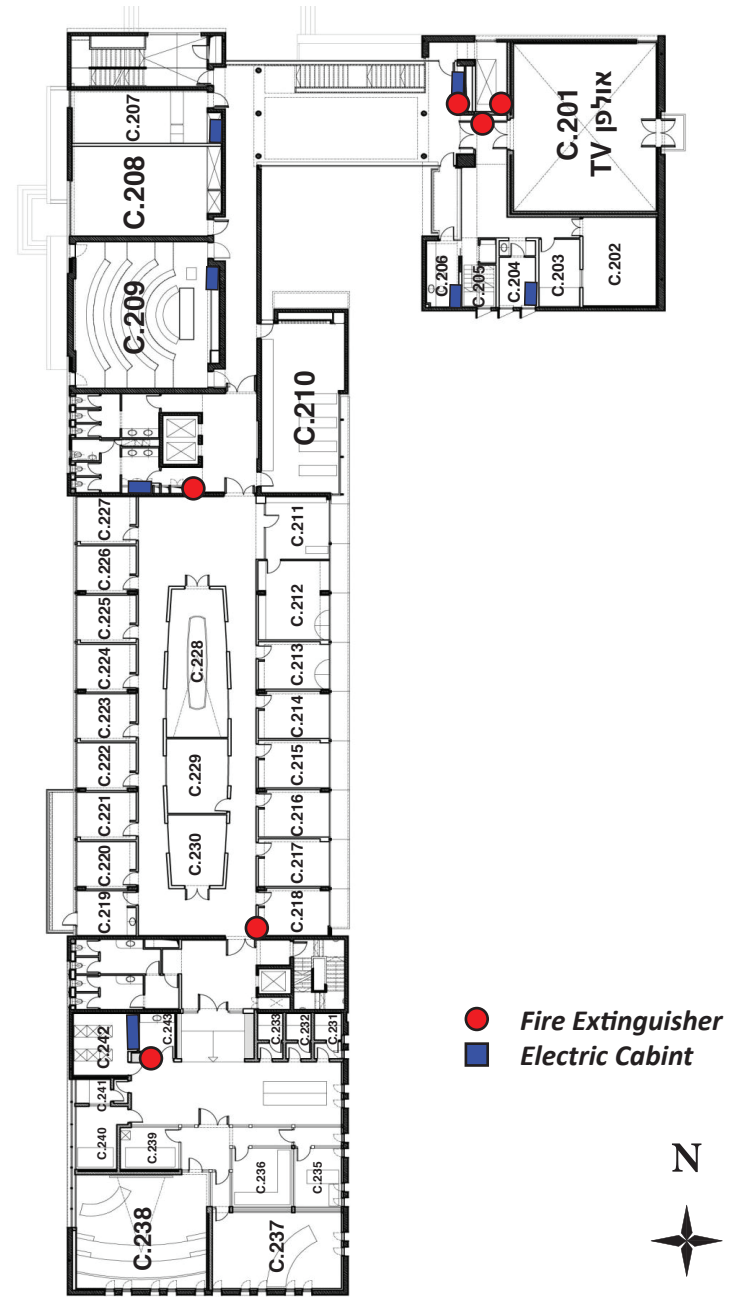 C.201
אולפן TV
C.202
C.203
C.204
C.205
C.206
C.207
C.208
C.209
C.210
C.211
C.212
C.213
C.214
C.215
C.216
C.217
C.218
C.219
C.220
C.221
C.222
C.223
C.224
C.225
C.226
C.227
C.228
C.229
C.230
C.231
C.232
C.233
C.235
C.236
C.237
C.238
C.239
C.240
C.241
C.242
C.243
Fire Extinguisher
Electric Cabint
N